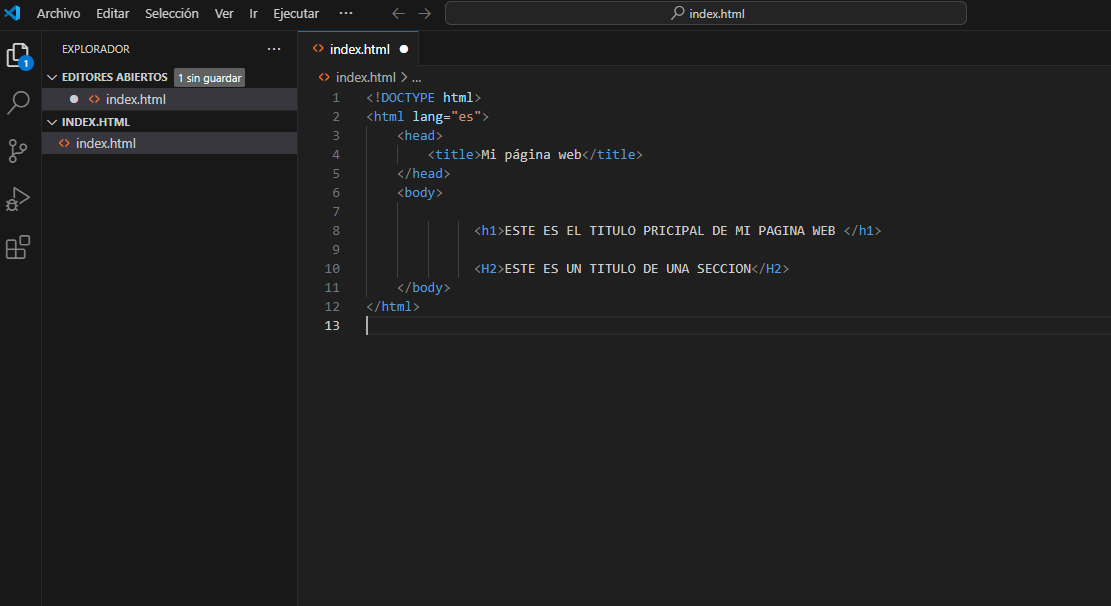 Archivo Editar Selección Ver Ir Ejecutar ··· index.html
EXPLORADOR ···
index.html
EDITORES ABIERTOS 1 sin guardar
index.html
INDEX.HTML
index.html
1
index.html > ...
1 <!DOCTYPE html>
2 <html lang="es">
3 <head>
4 <title>Mi página web</title>
5 </head>
6 <body>
7
8 <h1>ESTE ES EL TITULO PRICIPAL DE MI PAGINA WEB </h1>
9
10 <H2>ESTE ES UN TITULO DE UNA SECCION</H2>
11 </body>
12 </html>
13